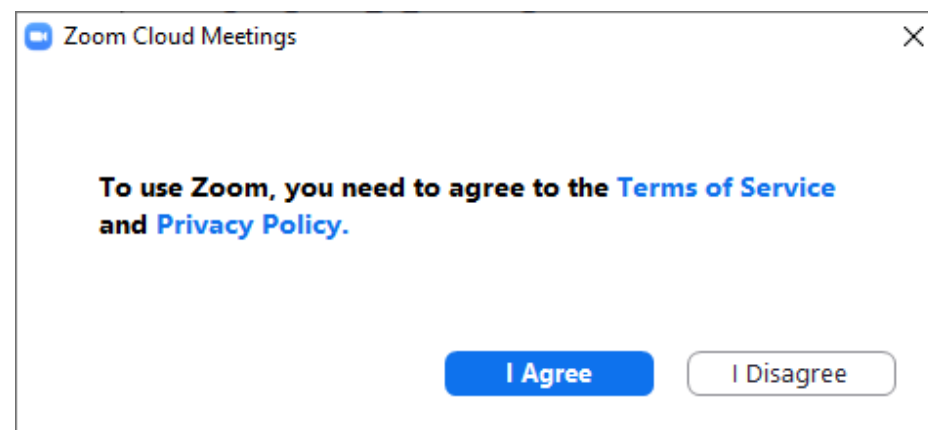 Zoom Cloud Meetings
To use Zoom, you need to agree to the Terms of Service
and Privacy Policy.
I Agree
I Disagree